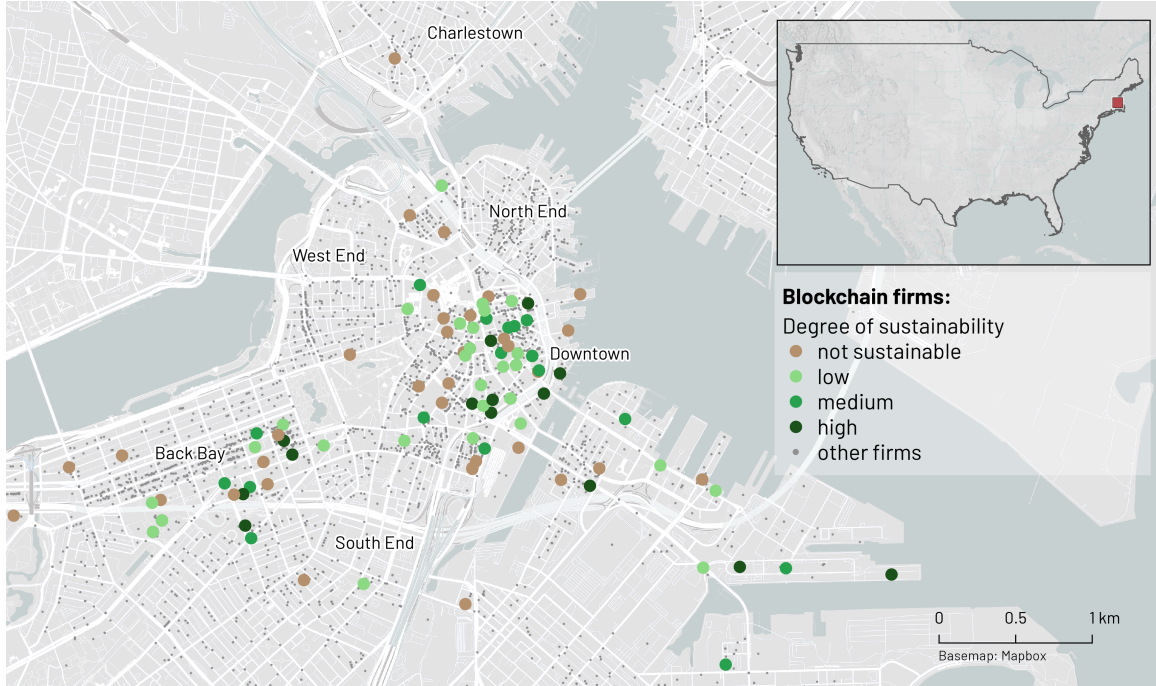 Charlestown
North End
West End
Blockchain firms:
Degree of sustainability
not sustainable
Downtown
low
medium
high
Back Bay
other firms
South End
0 0.5 1 km
Basemap: Mapbox